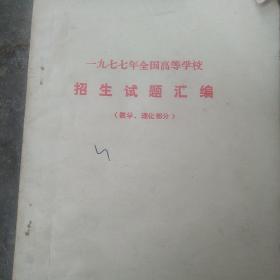 一九七七年全国高等学校
招生试题汇编
（数学、理化部分）